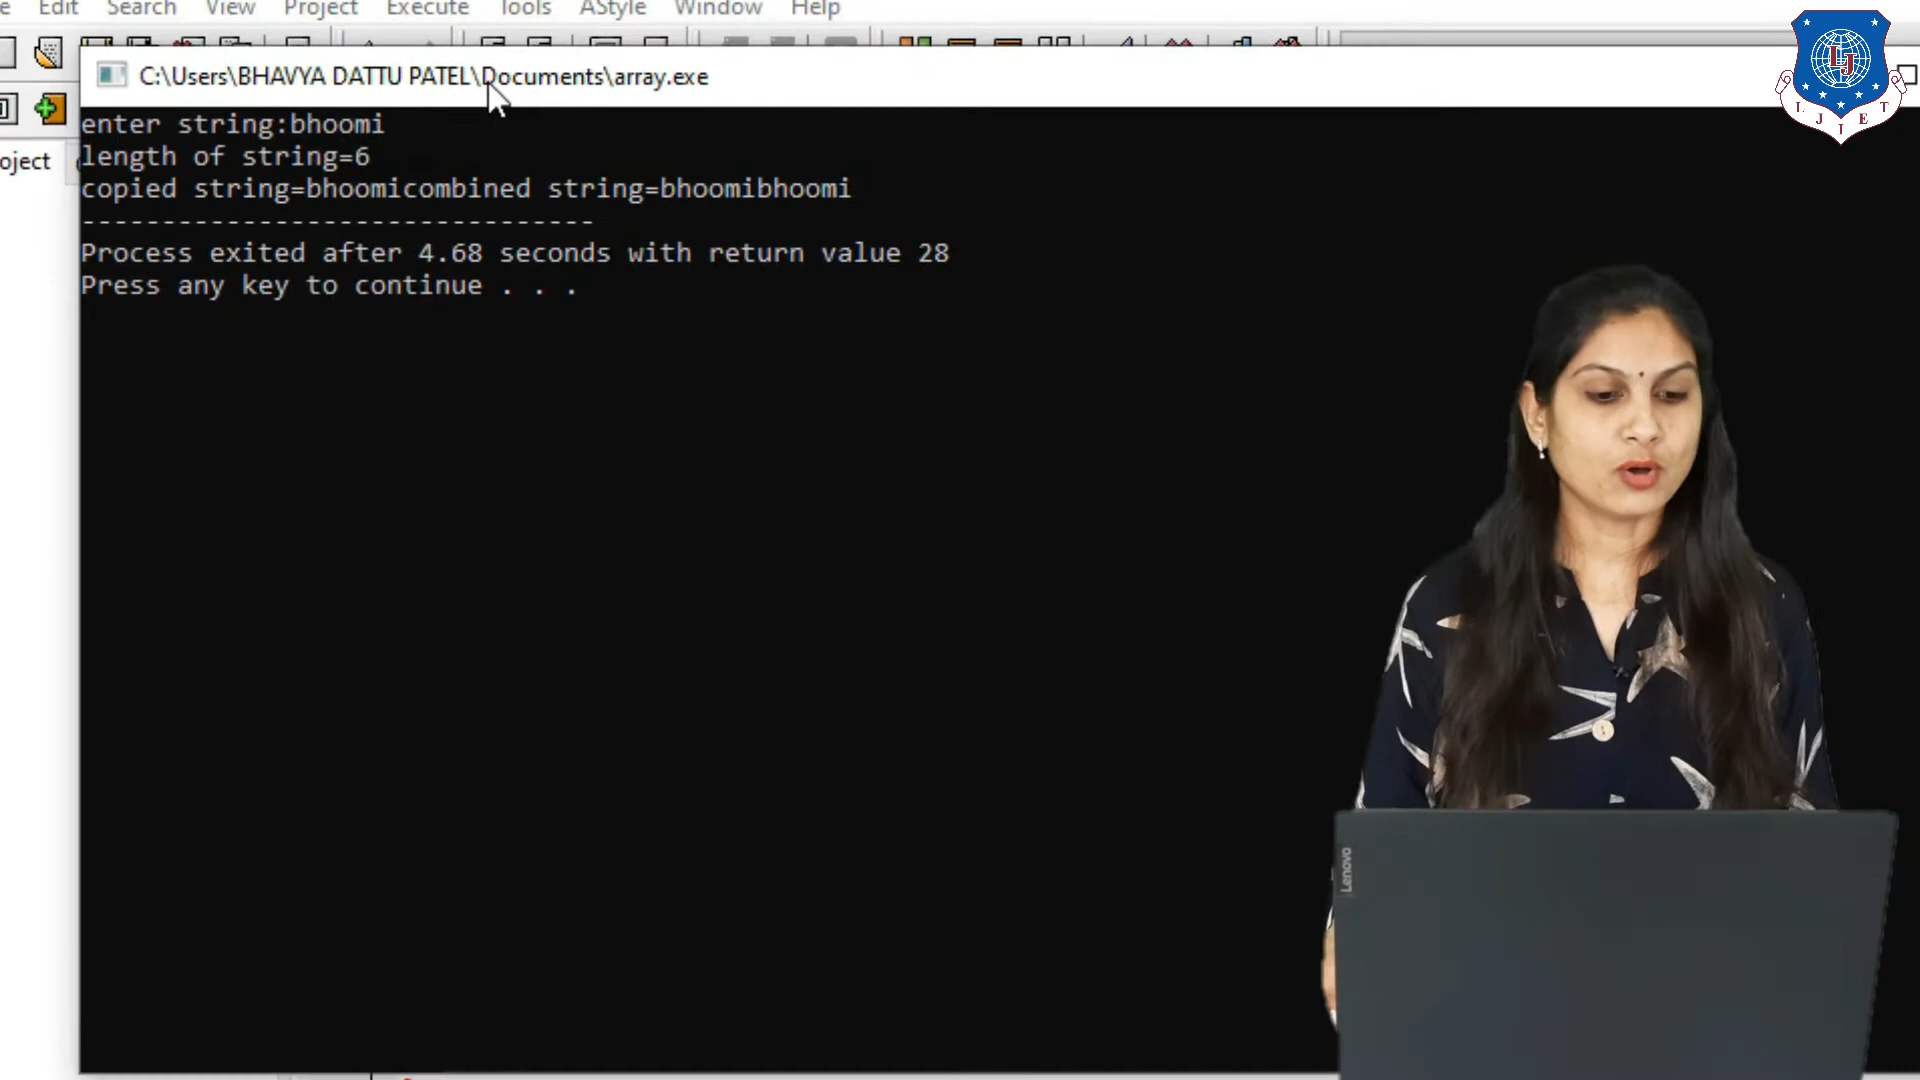 Edit Search View Project Execute Tools AStyle Window Help
C:\Users\BHAVYA DATTU PATEL\Documents\array.exe
LJ
L J I E T
oject
enter string:bhoomi
length of string=6
copied string=bhoomicombined string=bhoomibhoomi
--------------------------------
Process exited after 4.68 seconds with return value 28
Press any key to continue . . .
Lenovo